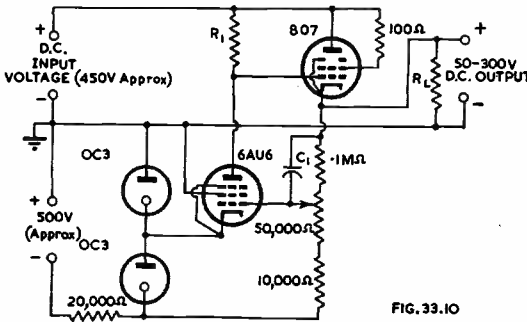 R1
807
100Ω
+
D.C.
INPUT
VOLTAGE (450V Approx)
-
+
RL
50-300V
D.C. OUTPUT
-
OC3
6AU6
C1
·1MΩ
+
500V
(Approx)
-
OC3
50,000Ω
10,000Ω
20,000Ω
FIG. 33.10